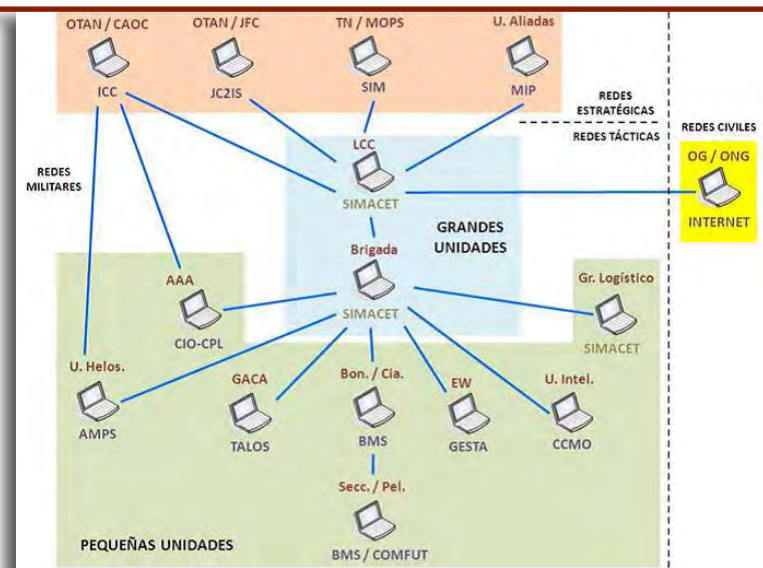 OTAN / CAOC
OTAN / JFC
TN / MOPS
U. Aliadas
ICC
JC2IS
SIM
MIP
REDES
ESTRATÉGICAS
REDES TÁCTICAS
REDES CIVILES
LCC
OG / ONG
REDES
MILITARES
SIMACET
INTERNET
GRANDES
UNIDADES
Brigada
AAA
Gr. Logístico
CIO-CPL
SIMACET
SIMACET
U. Helos.
GACA
Bon. / Cia.
EW
U. Intel.
AMPS
TALOS
BMS
GESTA
CCMO
Secc. / Pel.
PEQUEÑAS UNIDADES
BMS / COMFUT